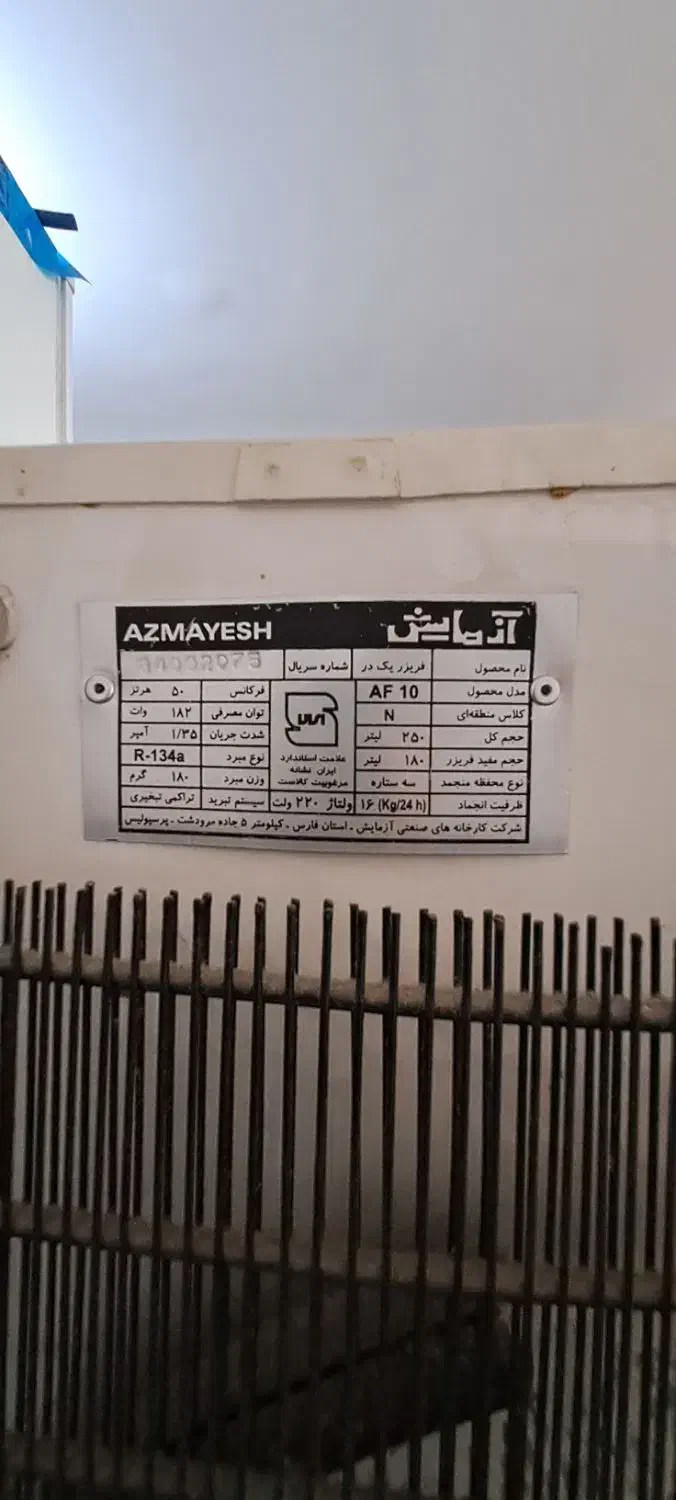 AZMAYESH آزمایش
نام محصول فریزر یک در شماره سریال
مدل محصول AF 10 فرکانس ۵۰ هرتز
کلاس منطقه‌ای N توان مصرفی ۱۸۲ وات
حجم کل ۲۵۰ لیتر شدت جریان ۱/۳۵ آمپر
حجم مفید فریزر ۱۸۰ لیتر نوع مبرد R-134a
نوع محفظه منجمد سه ستاره وزن مبرد ۱۸۰ گرم
علامت استاندارد
ایران نشانه
مرغوبیت کالاست
ظرفیت انجماد ۱۶ (Kg/24 h) ولتاژ ۲۲۰ ولت سیستم تبرید تراکمی تبخیری
شرکت کارخانه های صنعتی آزمایش ـ استان فارس ـ کیلومتر ۵ جاده مرودشت ـ پرسپولیس